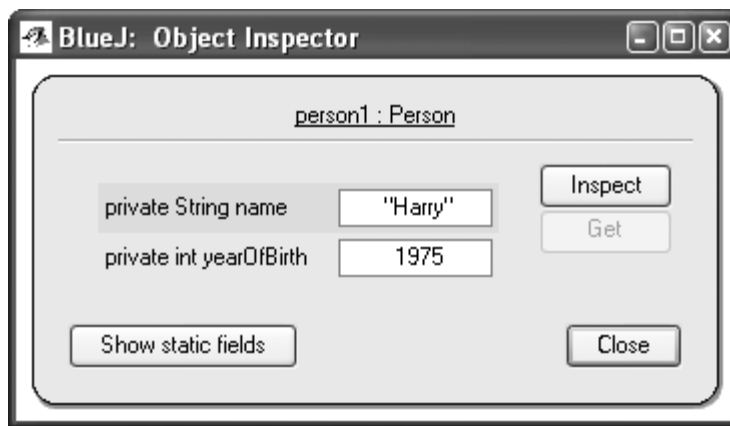 BlueJ: Object Inspector
person1 : Person
private String name "Harry"
Inspect
Get
private int yearOfBirth 1975
Show static fields
Close